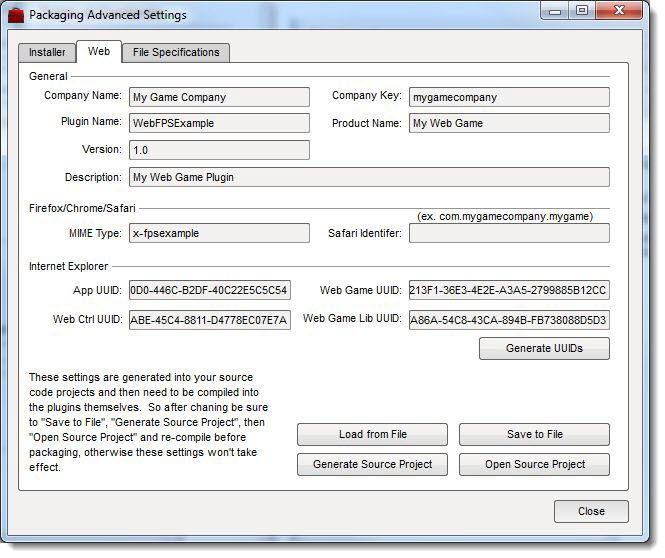 Packaging Advanced Settings
Installer Web File Specifications
General
Company Name: My Game Company Company Key: mygamecompany
Plugin Name: WebFPSExample Product Name: My Web Game
Version: 1.0
Description: My Web Game Plugin
Firefox/Chrome/Safari
(ex. com.mygamecompany.mygame)
MIME Type: x-fpsexample Safari Identifer:
Internet Explorer
App UUID: 0D0-446C-B2DF-40C22E5C5C54 Web Game UUID: 213F1-36E3-4E2E-A3A5-2799885B12CC
Web Ctrl UUID: ABE-45C4-8811-D4778EC07E7A Web Game Lib UUID: A86A-54C8-43CA-894B-FB738088D5D3
Generate UUIDs
These settings are generated into your source
code projects and then need to be compiled into
the plugins themselves. So after chaning be sure
to "Save to File", "Generate Source Project", then
"Open Source Project" and re-compile before
packaging, otherwise these settings won't take
effect.
Load from File Save to File
Generate Source Project Open Source Project
Close